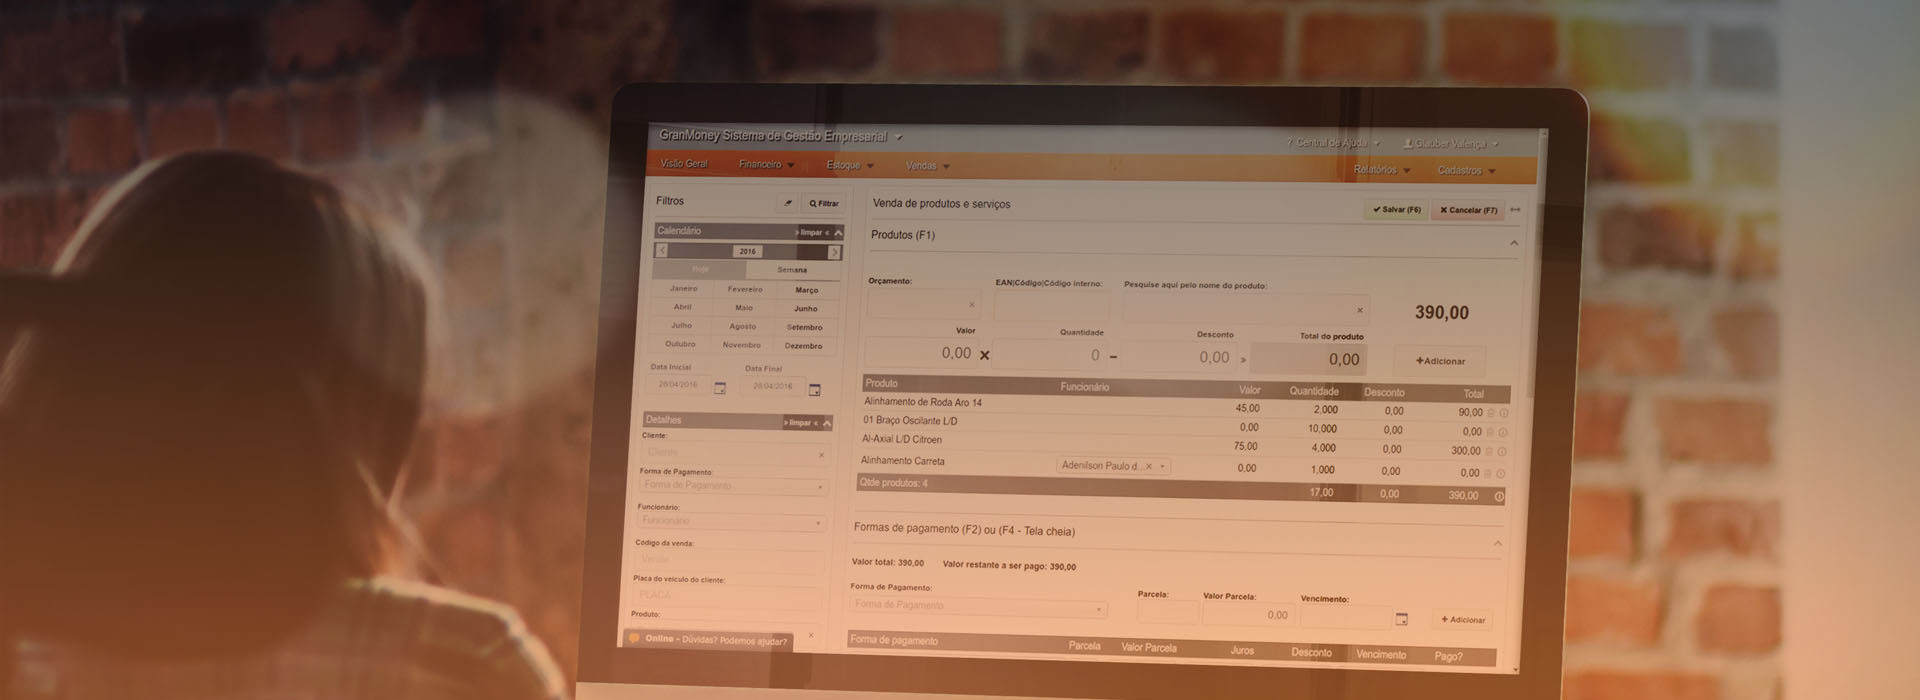 GranMoney Sistema de Gestão Empresarial
? Central de Ajuda
Glauber Valença
Visão Geral Financeiro Estoque Vendas Relatórios Cadastros
Filtros
Filtrar
Calendário » limpar «
2016
Hoje Semana
Janeiro Fevereiro Março
Abril Maio Junho
Julho Agosto Setembro
Outubro Novembro Dezembro
Data Inicial Data Final
28/04/2016 28/04/2016
Detalhes » limpar «
Cliente:
Cliente
Forma de Pagamento:
Forma de Pagamento
Funcionário:
Funcionário
Código da venda:
Venda
Placa do veículo do cliente:
PLACA
Produto:
Online - Dúvidas? Podemos ajudar?
Venda de produtos e serviços
Salvar (F6) Cancelar (F7)
Produtos (F1)
Orçamento: EAN|Código|Código interno: Pesquise aqui pelo nome do produto:
390,00
Valor Quantidade Desconto Total do produto
0,00 x 0 – 0,00 » 0,00 +Adicionar
Produto Funcionário Valor Quantidade Desconto Total
Alinhamento de Roda Aro 14 45,00 2,000 0,00 90,00
01 Braço Oscilante L/D 0,00 10,000 0,00 0,00
Al-Axial L/D Citroen 75,00 4,000 0,00 300,00
Alinhamento Carreta Adenilson Paulo d...× 0,00 1,000 0,00 0,00
Qtde produtos: 4 17,00 0,00 390,00
Formas de pagamento (F2) ou (F4 - Tela cheia)
Valor total: 390,00 Valor restante a ser pago: 390,00
Forma de Pagamento: Parcela: Valor Parcela: Vencimento:
Forma de Pagamento 0,00 + Adicionar
Forma de pagamento Parcela Valor Parcela Juros Desconto Vencimento Pago?